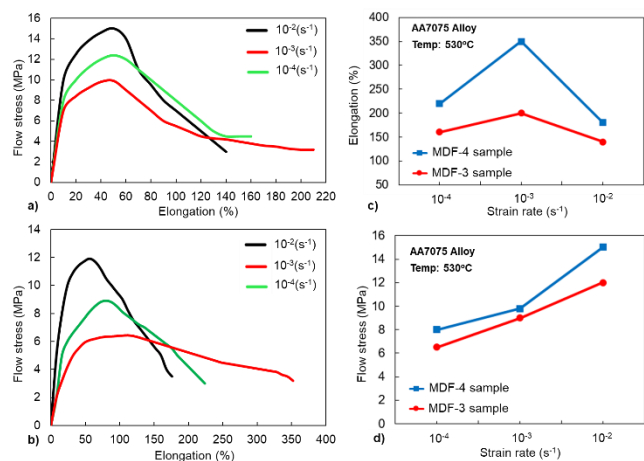 16
14
12
10
8
6
4
2
0
Flow stress (MPa)
10⁻²(s⁻¹)
10⁻³(s⁻¹)
10⁻⁴(s⁻¹)
0 20 40 60 80 100 120 140 160 180 200 220
a)
Elongation (%)
400
350
300
250
200
150
100
50
Elongation (%)
AA7075 Alloy
Temp: 530ºC
MDF-4 sample
MDF-3 sample
10⁻⁴ 10⁻³ 10⁻²
c)
Strain rate (s⁻¹)
14
12
10
8
6
4
2
0
Flow stress (MPa)
10⁻²(s⁻¹)
10⁻³(s⁻¹)
10⁻⁴(s⁻¹)
0 50 100 150 200 250 300 350 400
b)
Elongation (%)
16
14
12
10
8
6
4
2
0
Flow stress (MPa)
AA7075 Alloy
Temp: 530ºC
MDF-4 sample
MDF-3 sample
10⁻⁴ 10⁻³ 10⁻²
d)
Strain rate (s⁻¹)